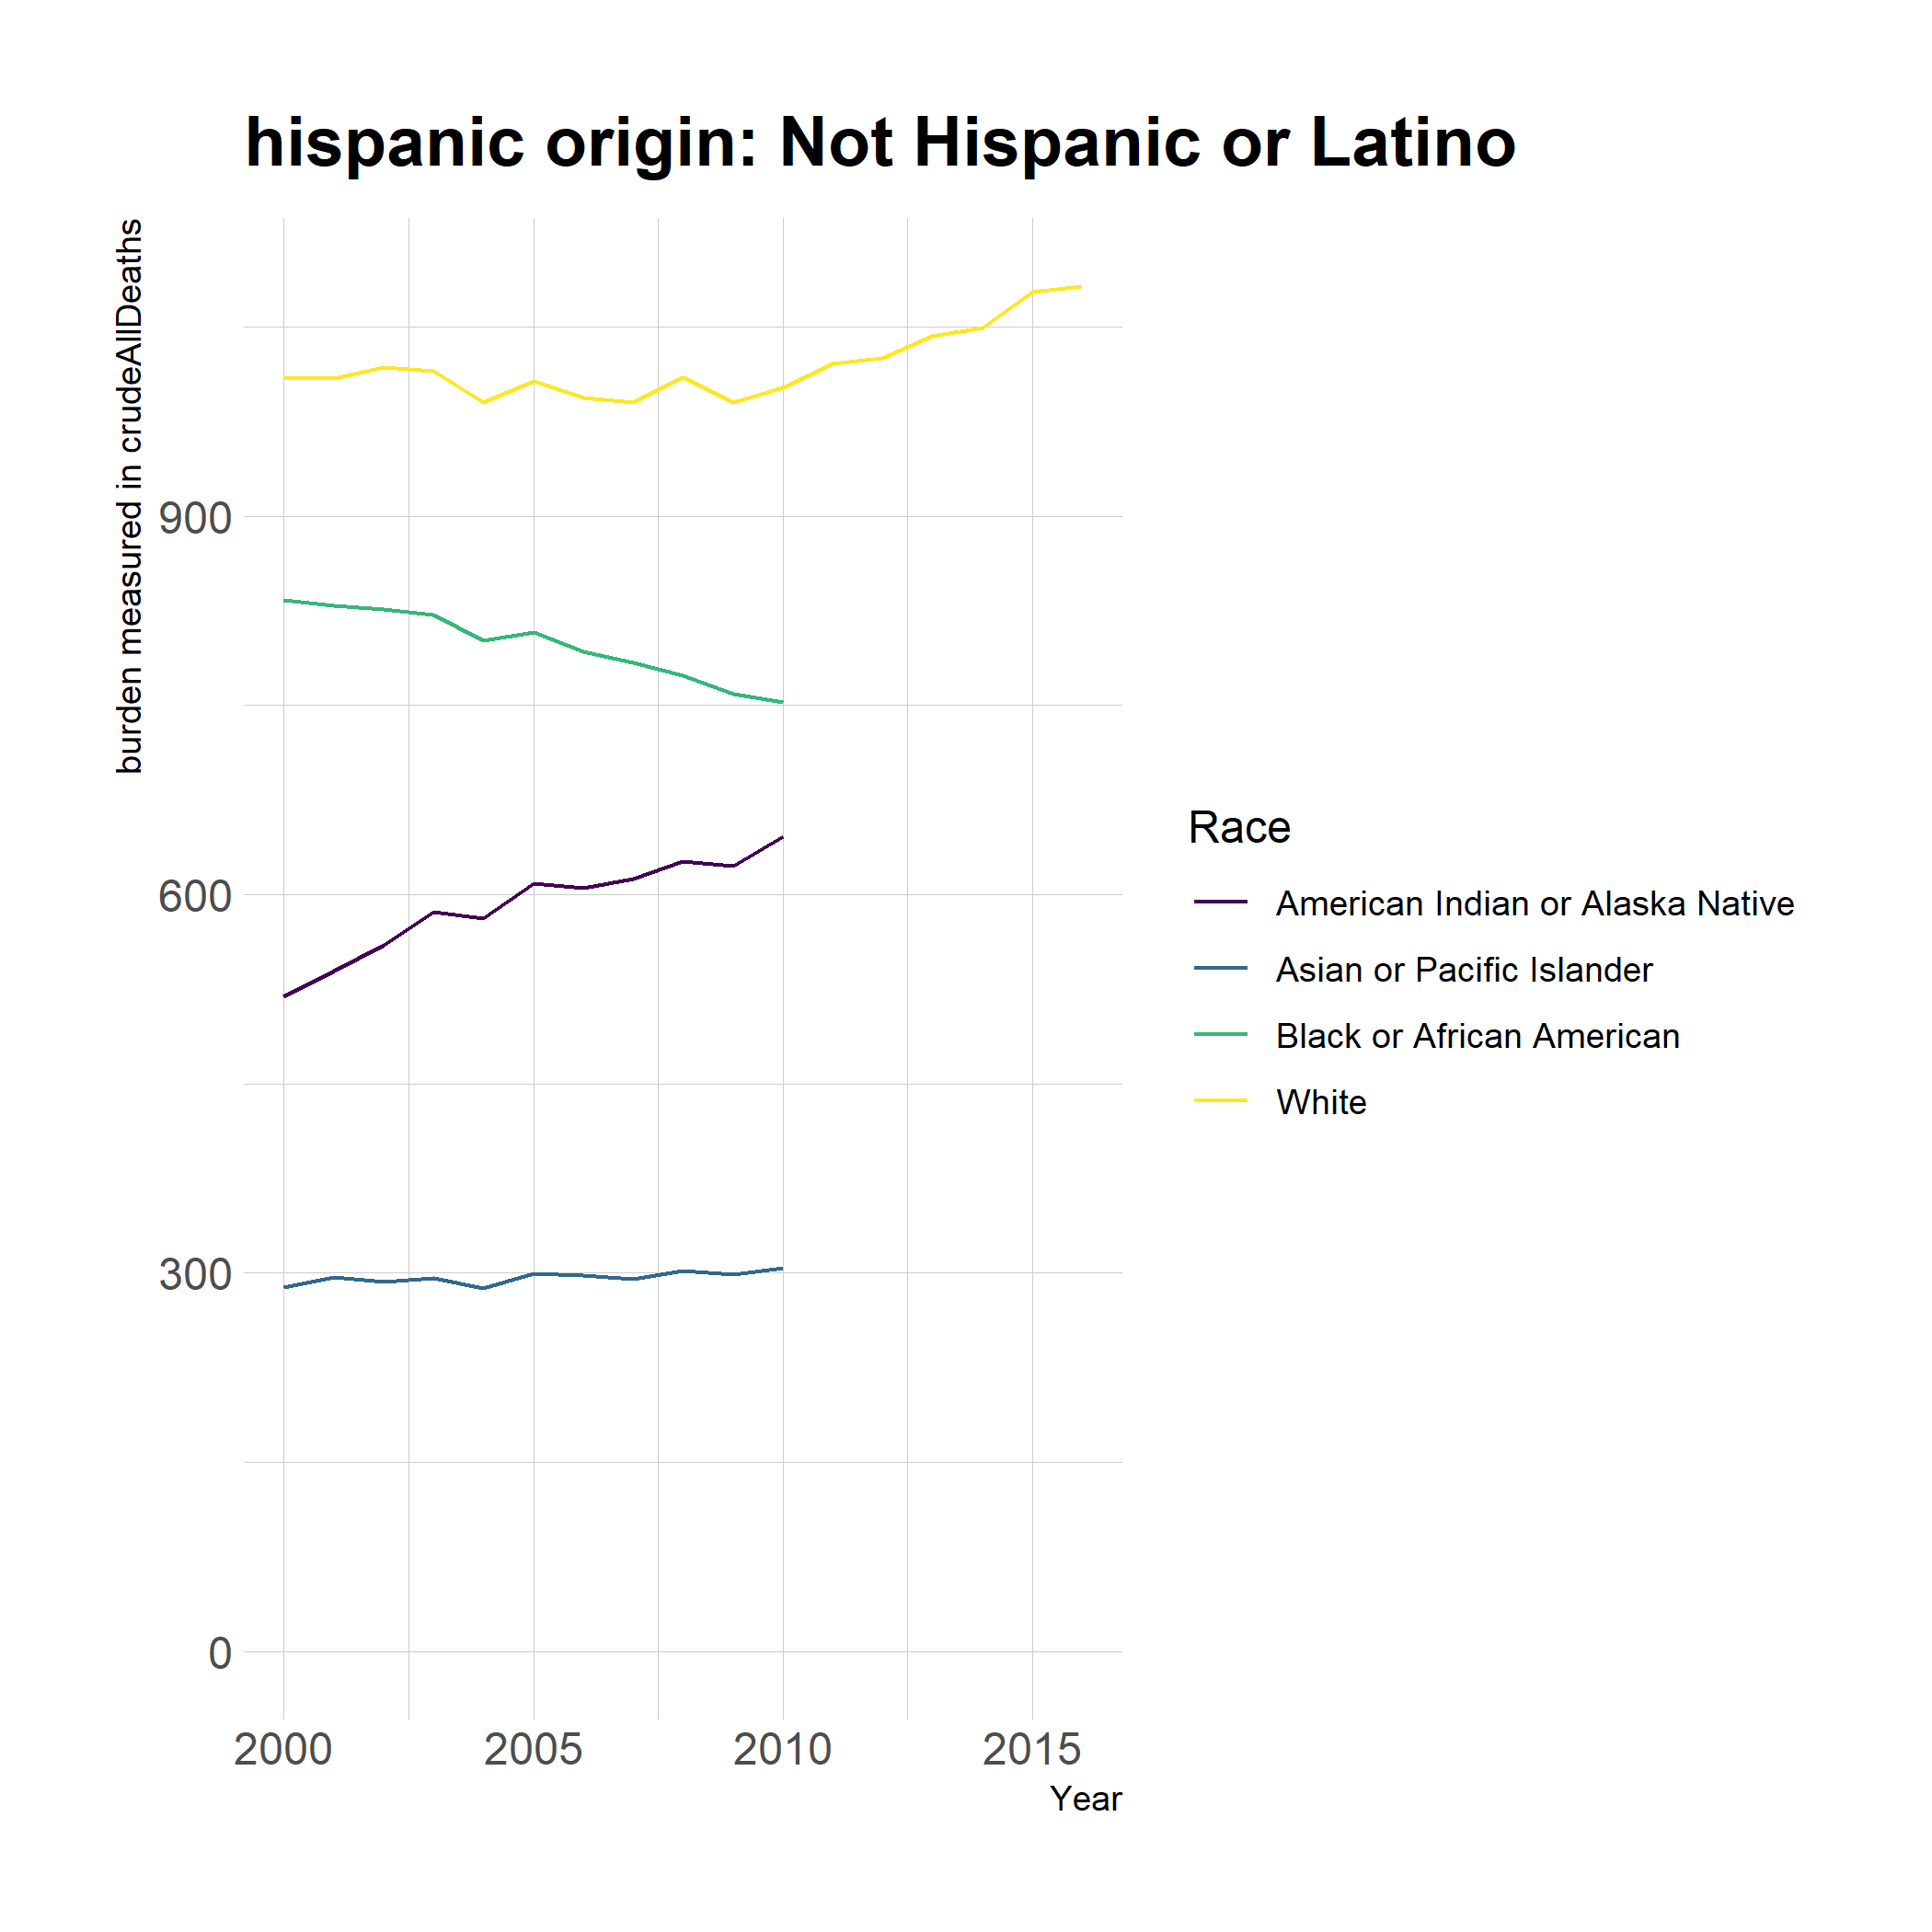 hispanic origin: Not Hispanic or Latino
burden measured in crudeAllDeaths
900
600
300
0
2000 2005 2010 2015
Year
Race
American Indian or Alaska Native
Asian or Pacific Islander
Black or African American
White